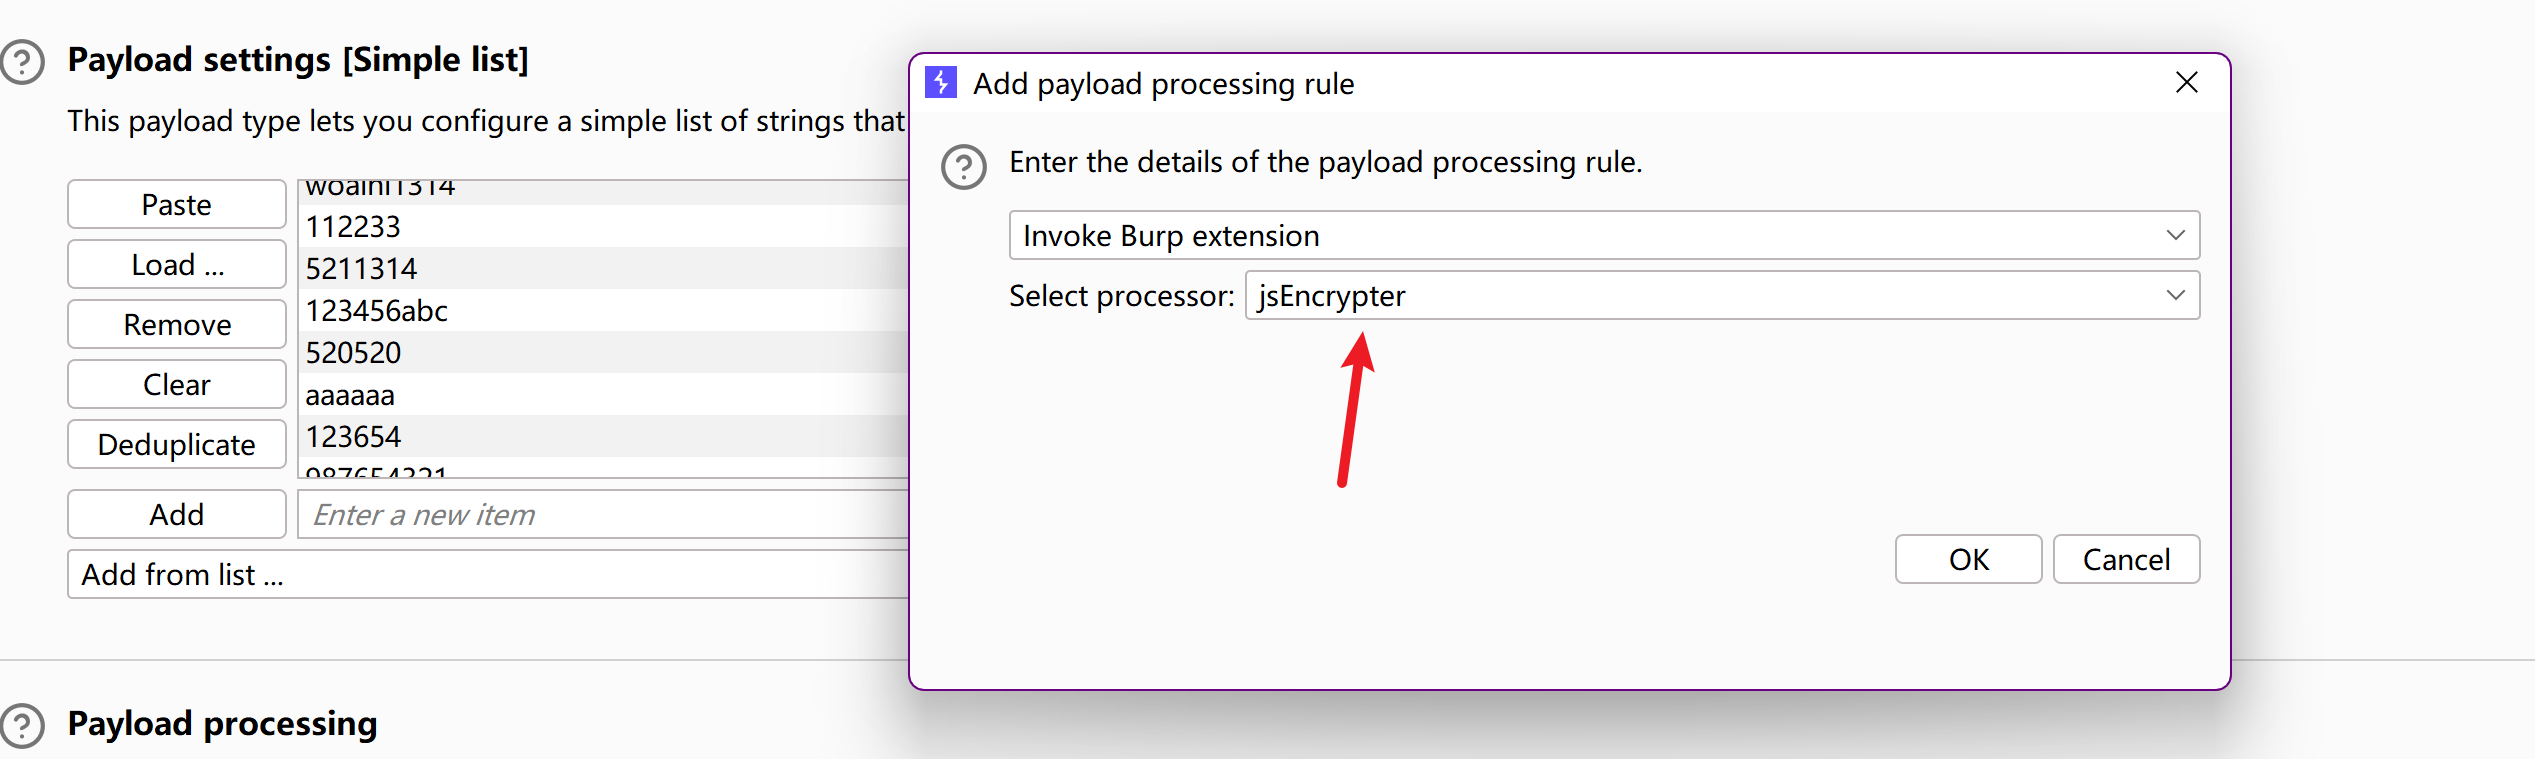 Payload settings [Simple list]
This payload type lets you configure a simple list of strings that
Paste
Load ...
Remove
Clear
Deduplicate
Add
woaini1314
112233
5211314
123456abc
520520
aaaaaa
123654
987654321
Enter a new item
Add from list ...
Payload processing
Add payload processing rule
Enter the details of the payload processing rule.
Invoke Burp extension
Select processor: jsEncrypter
OK
Cancel